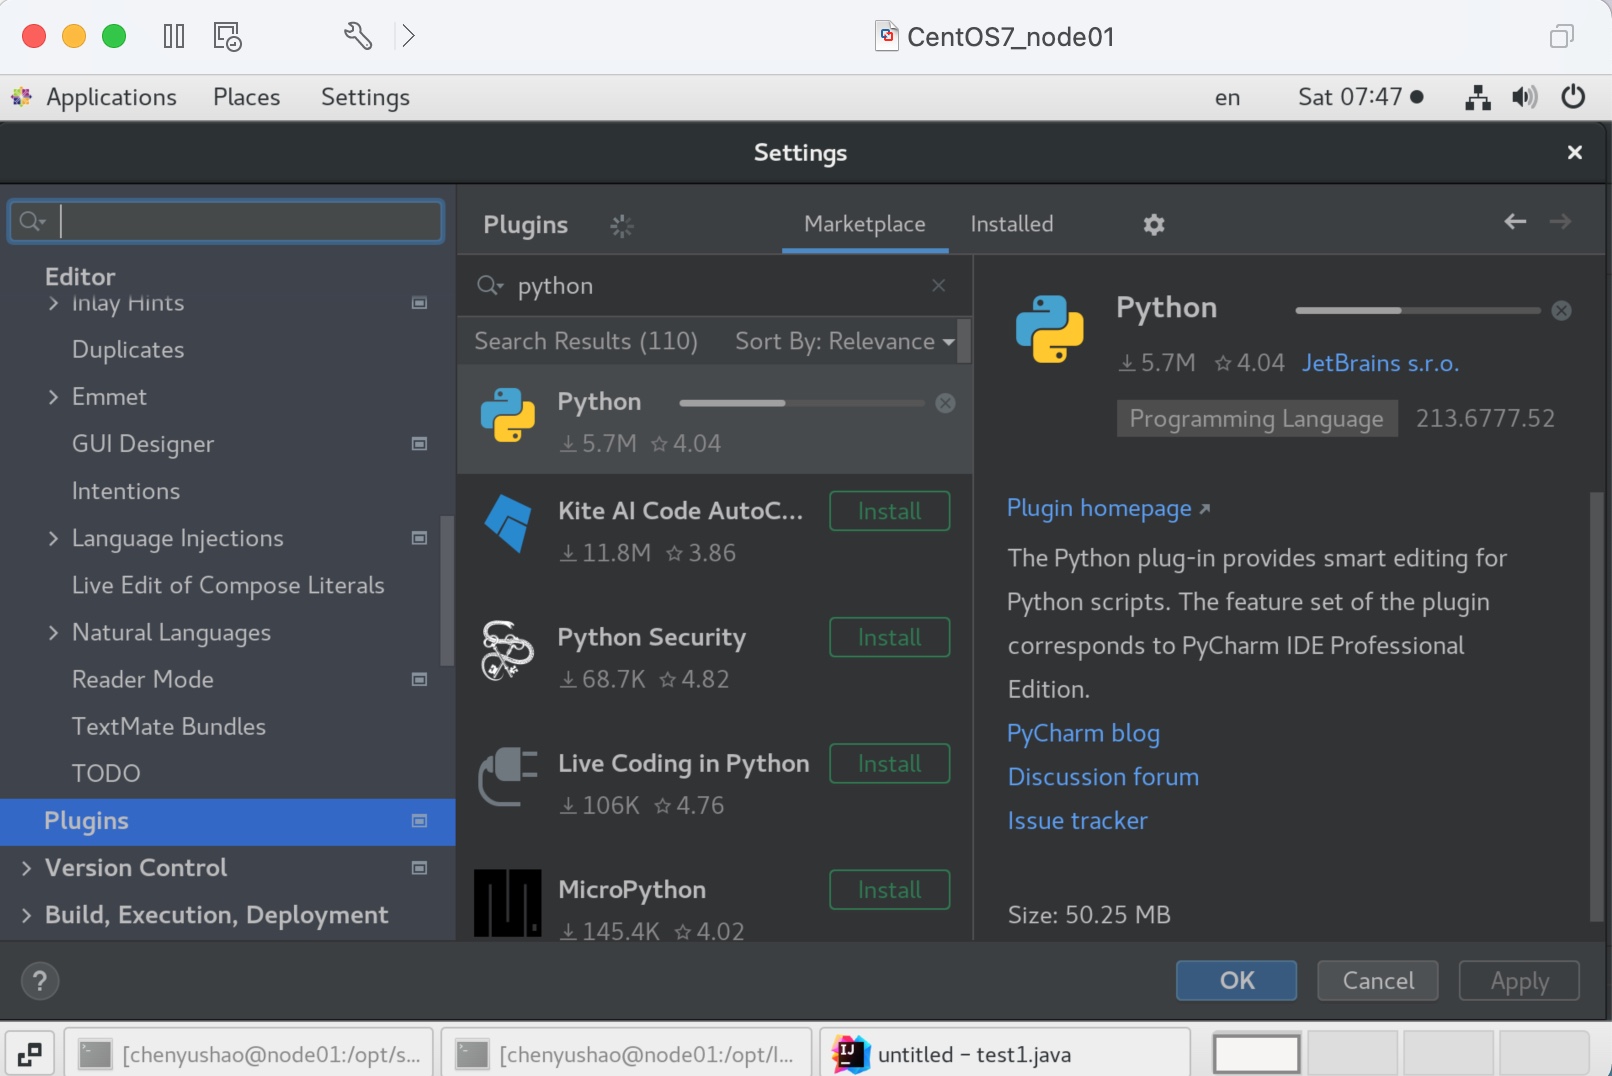 CentOS7_node01
Applications Places Settings en Sat 07:47
Settings
Plugins Marketplace Installed
Editor
Inlay Hints
Duplicates
Emmet
GUI Designer
Intentions
Language Injections
Live Edit of Compose Literals
Natural Languages
Reader Mode
TextMate Bundles
TODO
Plugins
Version Control
Build, Execution, Deployment
python
Search Results (110) Sort By: Relevance
Python
5.7M 4.04
Kite AI Code AutoC... Install
11.8M 3.86
Python Security Install
68.7K 4.82
Live Coding in Python Install
106K 4.76
MicroPython Install
145.4K 4.02
Python
5.7M 4.04 JetBrains s.r.o.
Programming Language 213.6777.52
Plugin homepage
The Python plug-in provides smart editing for
Python scripts. The feature set of the plugin
corresponds to PyCharm IDE Professional
Edition.
PyCharm blog
Discussion forum
Issue tracker
Size: 50.25 MB
? OK Cancel Apply
[chenyushao@node01:/opt/s... [chenyushao@node01:/opt/l... IJ untitled – test1.java